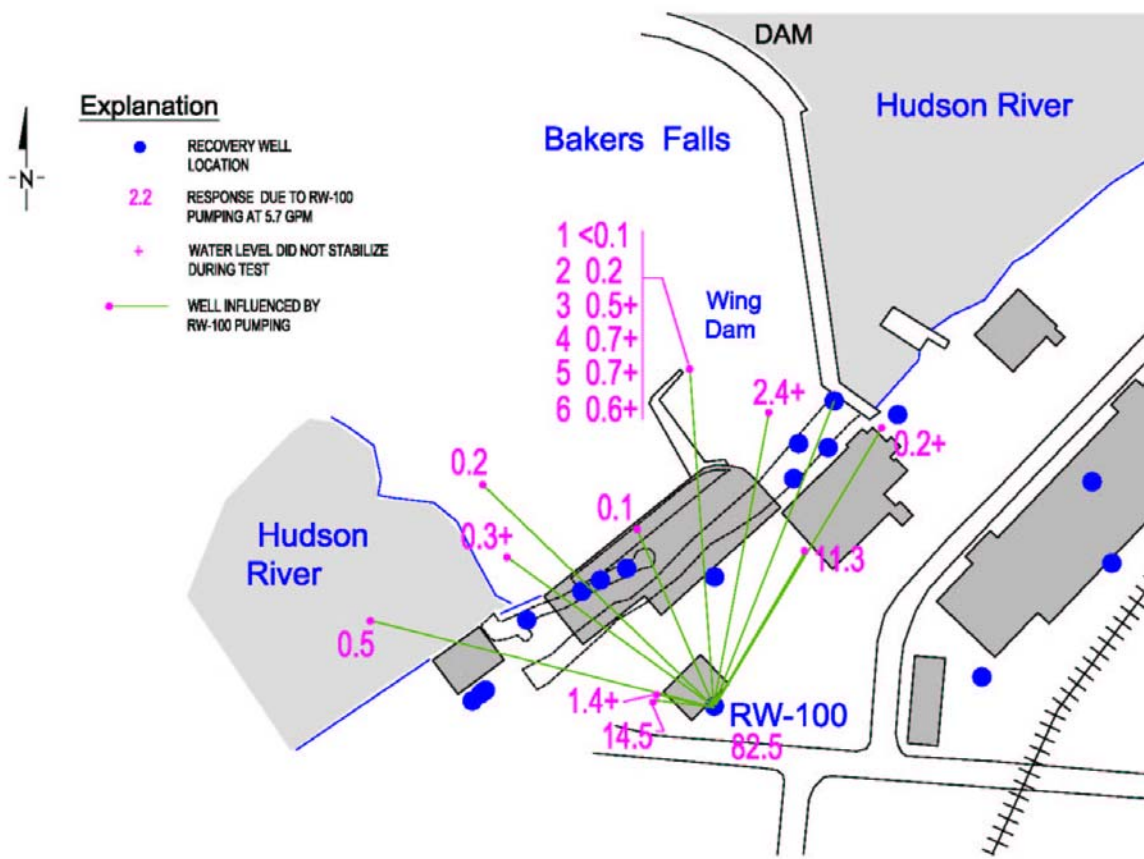 DAM
Hudson River
Explanation
Bakers Falls
RECOVERY WELL
LOCATION
-N-
2.2 RESPONSE DUE TO RW-100
PUMPING AT 5.7 GPM
+ WATER LEVEL DID NOT STABILIZE
DURING TEST
WELL INFLUENCED BY
RW-100 PUMPING
1 <0.1
2 0.2
3 0.5+
4 0.7+
5 0.7+
6 0.6+
Wing
Dam
2.4+
0.2+
0.2
0.1
0.3+
Hudson
River
11.3
0.5
1.4+
14.5
RW-100
82.5